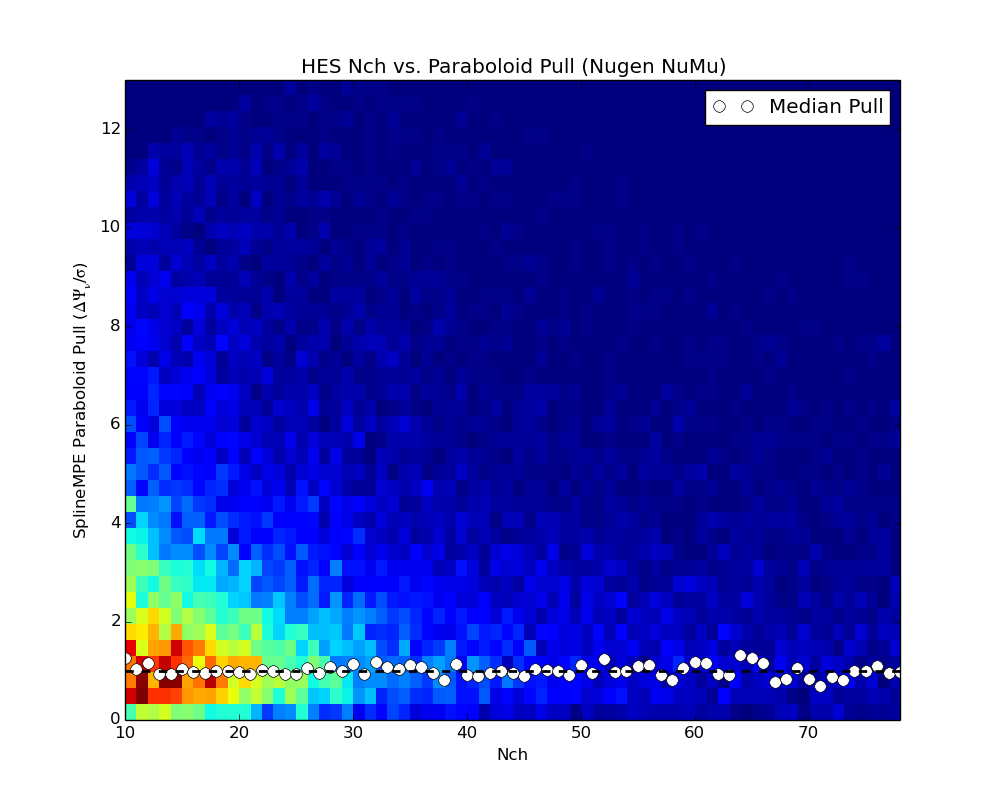 HES Nch vs. Paraboloid Pull (Nugen NuMu)
Median Pull
SplineMPE Paraboloid Pull (ΔΨν/σ)
12
10
8
6
4
2
0
10 20 30 40 50 60 70
Nch